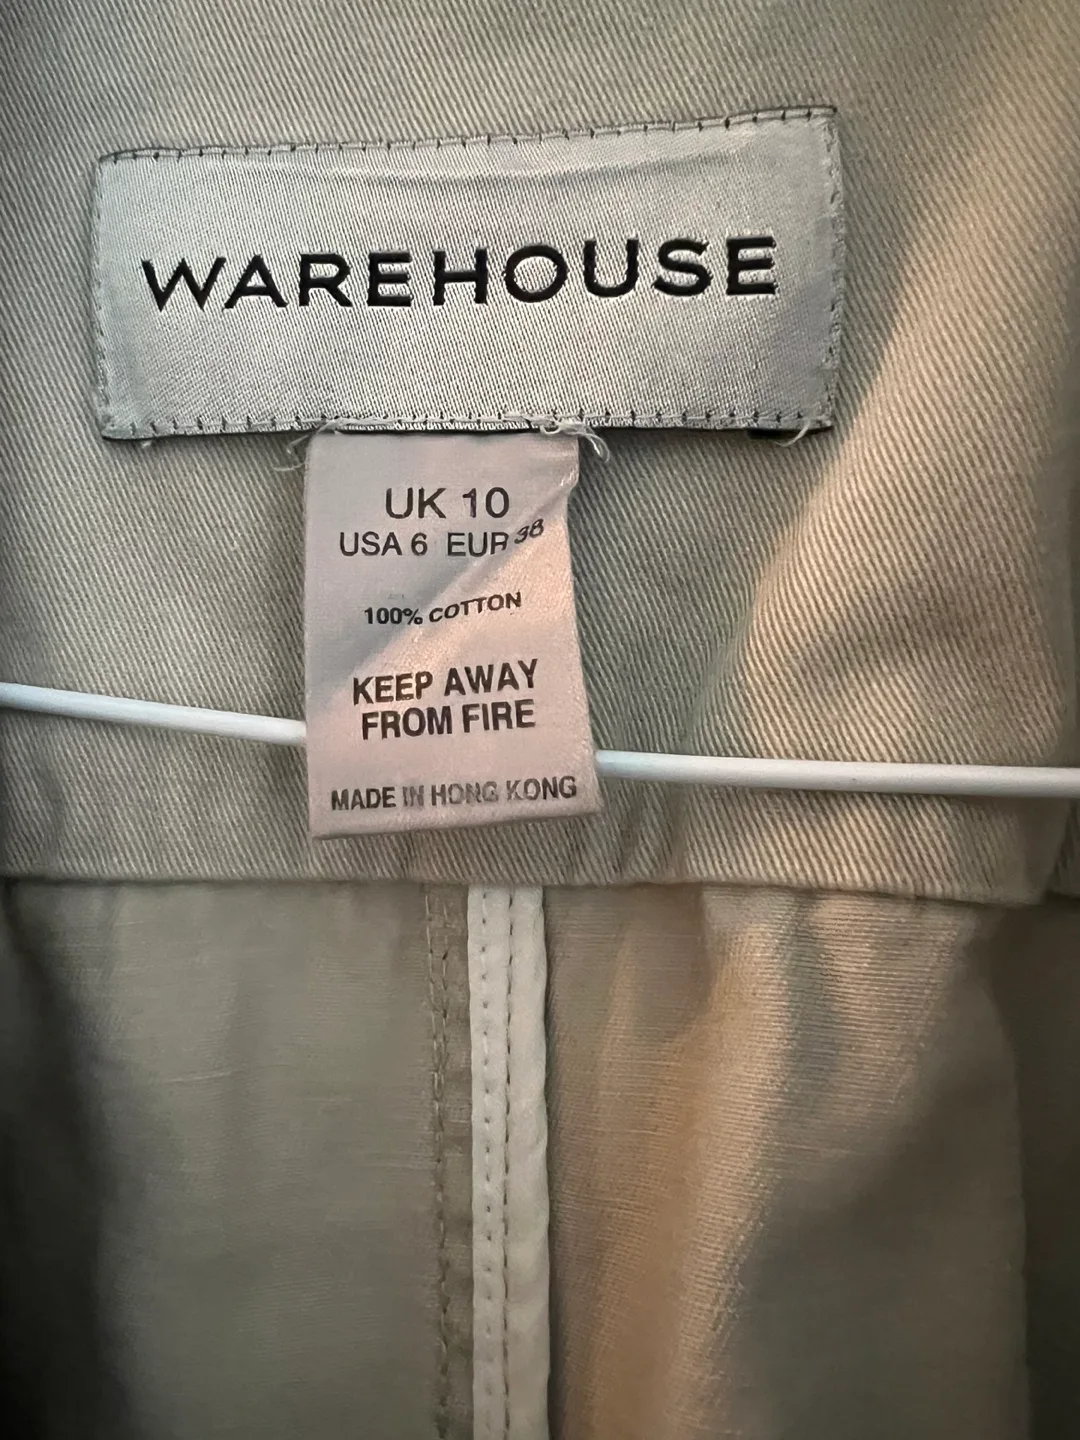 WAREHOUSE
UK 10
USA 6 EUR 38
100% COTTON
KEEP AWAY
FROM FIRE
MADE IN HONG KONG